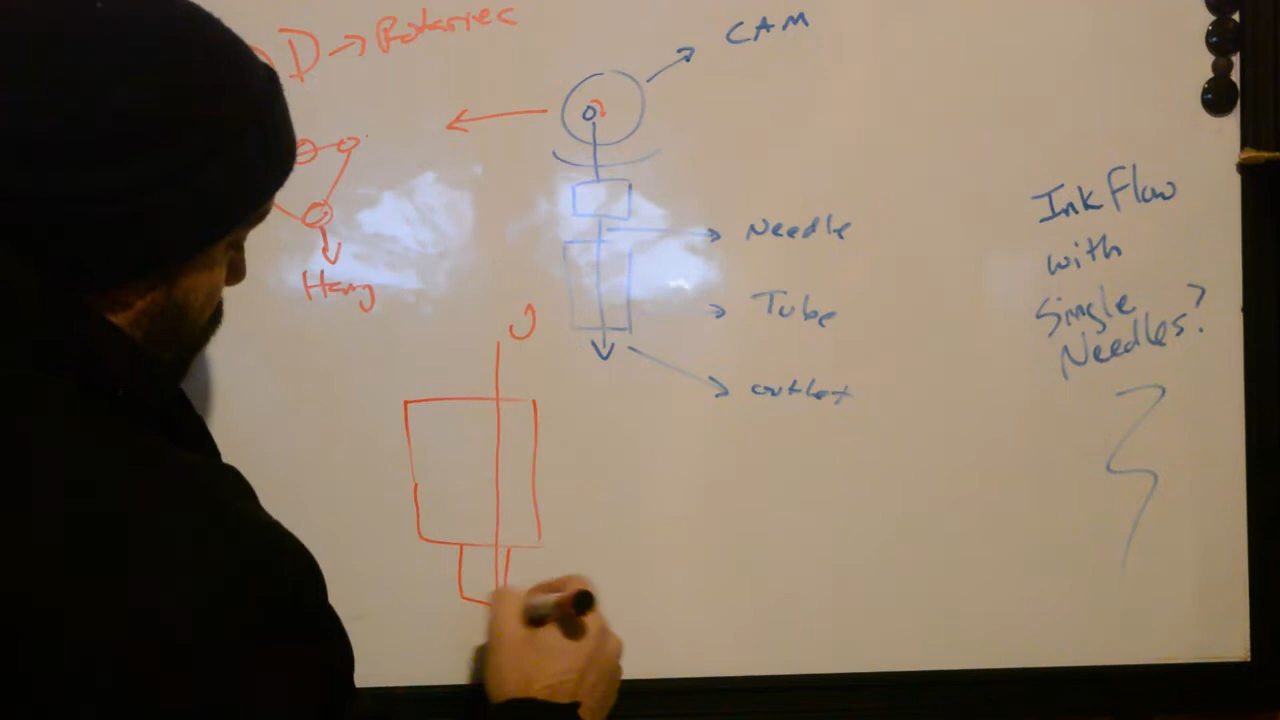 D → Rotaries
CAM
Needle
Tube
outlet
Hang
Ink Flow
with
Single
Needles?